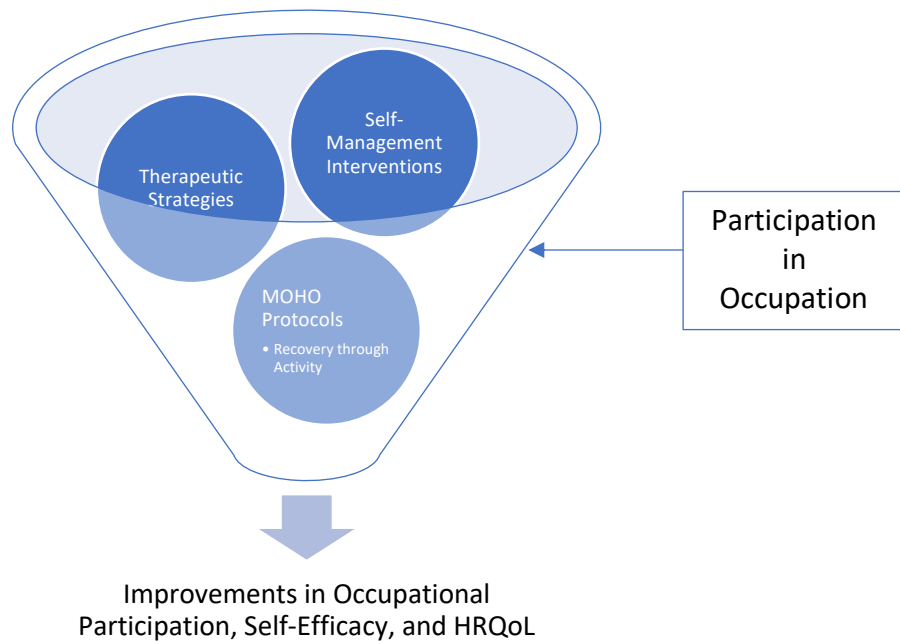 Self-
Management
Interventions
Therapeutic
Strategies
MOHO
Protocols
• Recovery through
Activity
Participation
in
Occupation
Improvements in Occupational
Participation, Self-Efficacy, and HRQoL